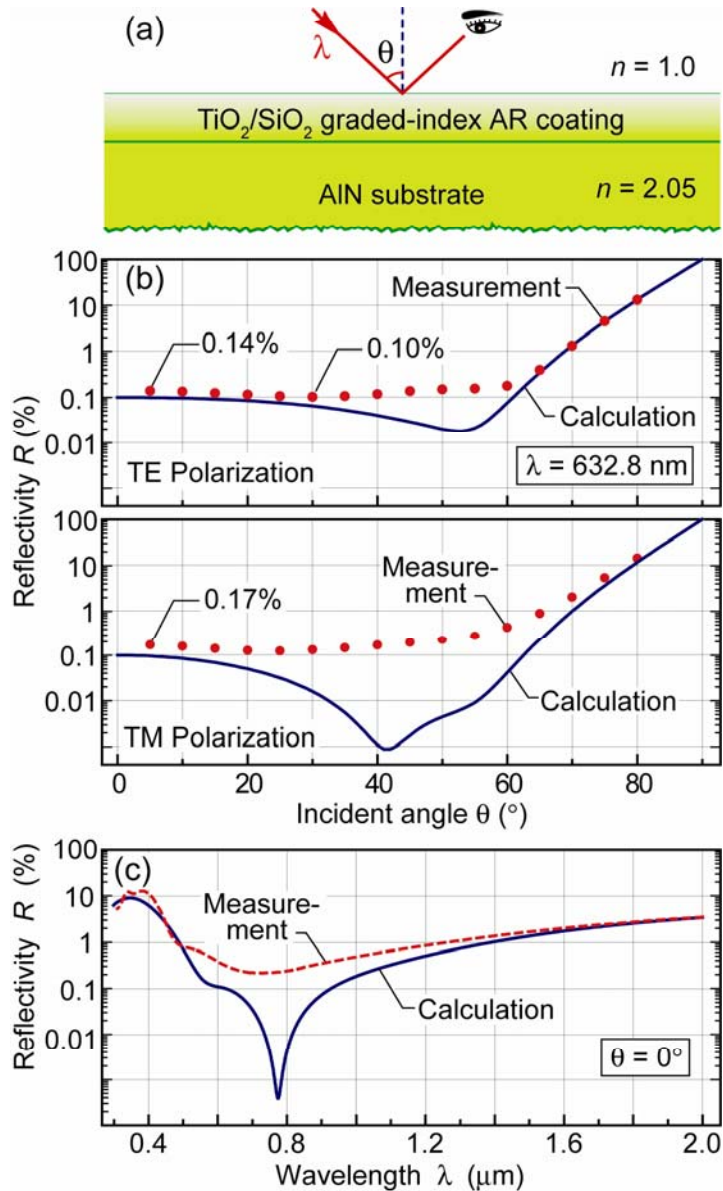 (a)
λ
θ
n = 1.0
TiO₂/SiO₂ graded-index AR coating
AlN substrate
n = 2.05
Reflectivity R (%)
100
10
1
0.1
0.01
(b)
Measurement
0.14%
0.10%
Calculation
TE Polarization
λ = 632.8 nm
100
10
1
0.1
0.01
Measure-
ment
0.17%
Calculation
TM Polarization
0
20
40
60
80
Incident angle θ (°)
Reflectivity R (%)
100
10
1
0.1
0.01
(c)
Measure-
ment
Calculation
θ = 0°
0.4
0.8
1.2
1.6
2.0
Wavelength λ (μm)